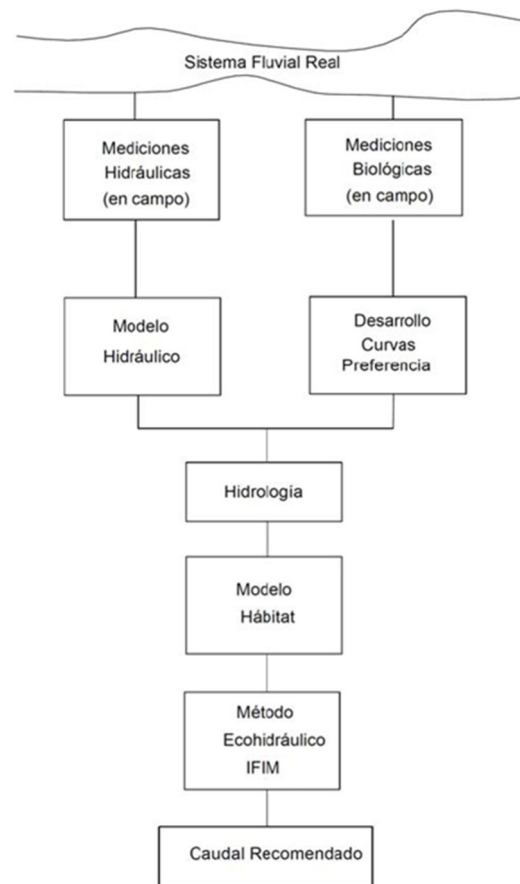 Sistema Fluvial Real
Mediciones
Hidráulicas
(en campo)
Mediciones
Biológicas
(en campo)
Modelo
Hidráulico
Desarrollo
Curvas
Preferencia
Hidrología
Modelo
Hábitat
Método
Ecohidráulico
IFIM
Caudal Recomendado